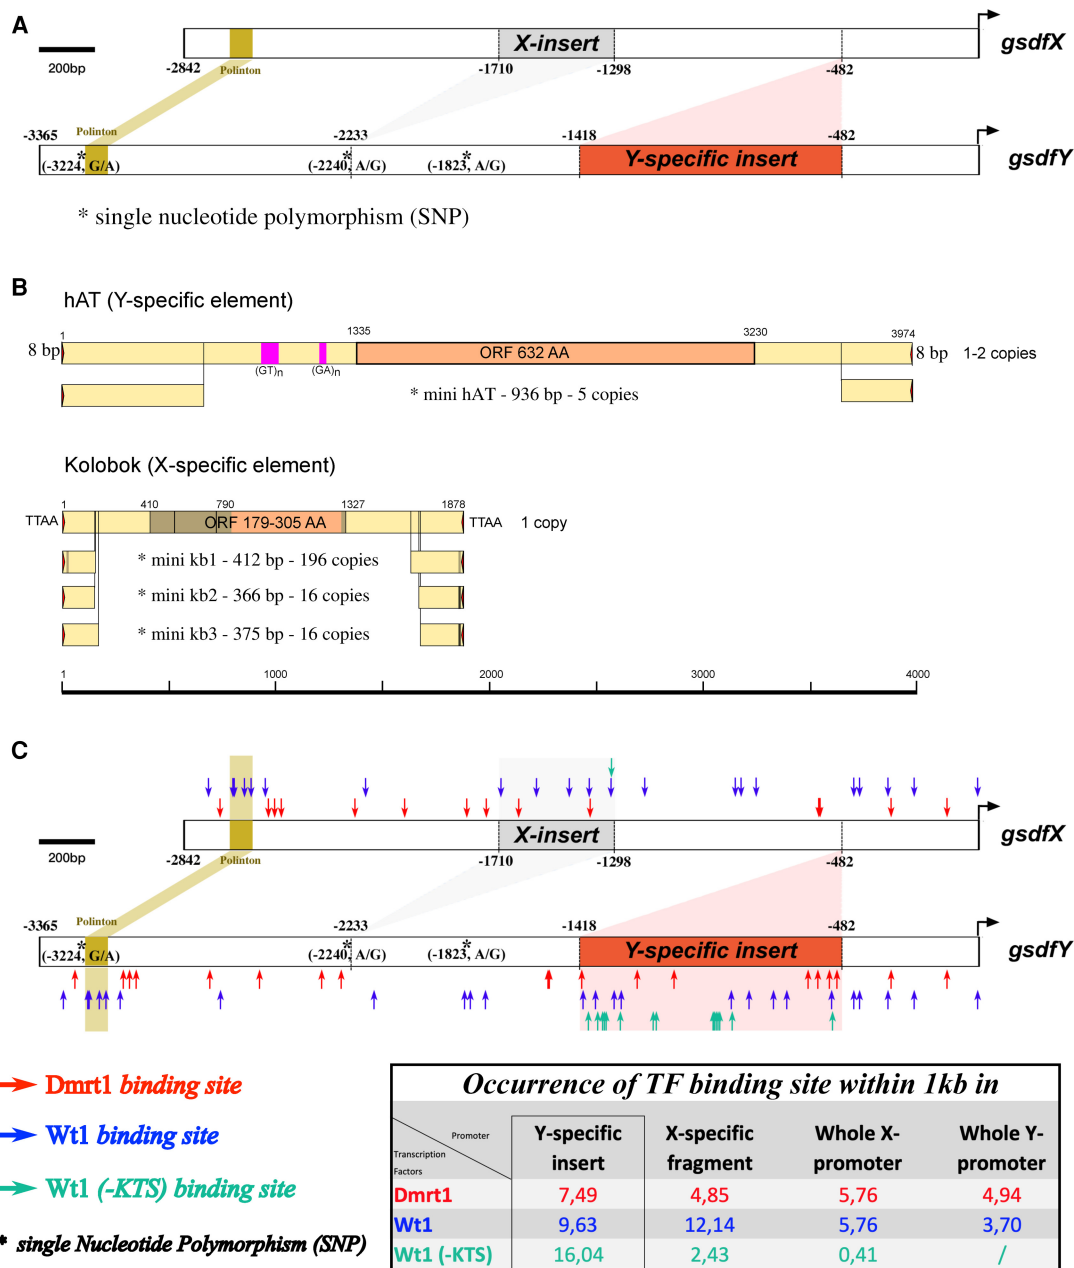 A
X-insert
gsdfX
200bp
-2842
Polinton
-1710
-1298
-482
-3365
Polinton
-2233
-1418
-482
(-3224, G/A)
*
(-2240, A/G)
*
(-1823, A/G)
*
Y-specific insert
gsdfY
* single nucleotide polymorphism (SNP)
B
hAT (Y-specific element)
1
1335
3230
3974
8 bp
ORF 632 AA
8 bp
1-2 copies
(GT)n
(GA)n
* mini hAT - 936 bp - 5 copies
Kolobok (X-specific element)
1
410
790
1327
1878
TTAA
ORF 179-305 AA
TTAA
1 copy
* mini kb1 - 412 bp - 196 copies
* mini kb2 - 366 bp - 16 copies
* mini kb3 - 375 bp - 16 copies
1
1000
2000
3000
4000
C
X-insert
gsdfX
200bp
-2842
Polinton
-1710
-1298
-482
-3365
Polinton
-2233
-1418
-482
(-3224, G/A)
*
(-2240, A/G)
*
(-1823, A/G)
*
Y-specific insert
gsdfY
Dmrt1 binding site
Wt1 binding site
Wt1 (-KTS) binding site
* single Nucleotide Polymorphism (SNP)
Occurrence of TF binding site within 1kb in
Promoter
Transcription
Factors
Y-specific insert
X-specific fragment
Whole X-promoter
Whole Y-promoter
Dmrt1 7,49 4,85 5,76 4,94
Wt1 9,63 12,14 5,76 3,70
Wt1 (-KTS) 16,04 2,43 0,41 /